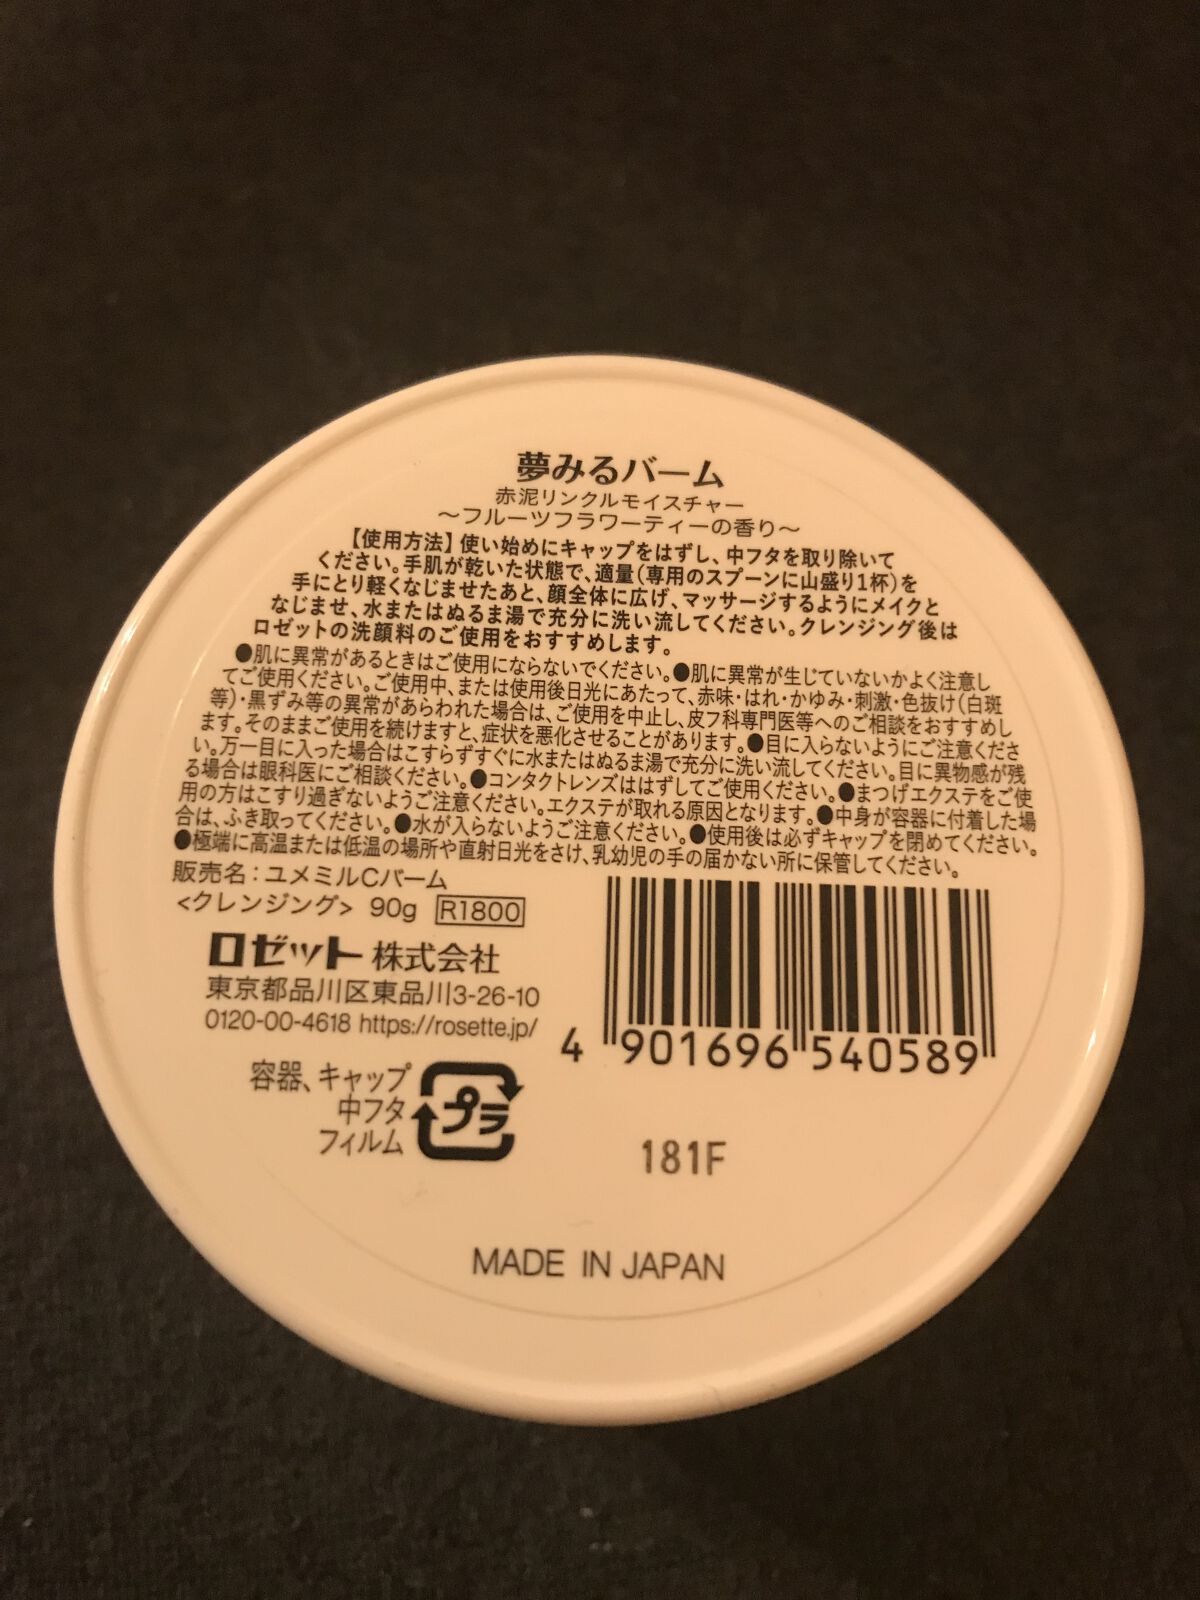 夢みるバーム
赤泥リンクルモイスチャー
〜フルーツフラワーティーの香り〜
【使用方法】使い始めにキャップをはずし、中フタを取り除いて
ください。手肌が乾いた状態で、適量(専用のスプーンに山盛り1杯)を
手にとり軽くなじませたあと、顔全体に広げ、マッサージするようにメイクと
なじませ、水またはぬるま湯で充分に洗い流してください。クレンジング後は
ロゼットの洗顔料のご使用をおすすめします。
●肌に異常があるときはご使用にならないでください。●肌に異常が生じていないかよく注意し
てご使用ください。ご使用中、または使用後日光にあたって、赤味・はれ・かゆみ・刺激・色抜け(白斑
等)・黒ずみ等の異常があらわれた場合は、ご使用を中止し、皮フ科専門医等へのご相談をおすすめし
ます。そのままご使用を続けますと、症状を悪化させることがあります。●目に入らないようにご注意くださ
い。万一目に入った場合はこすらずすぐに水またはぬるま湯で充分に洗い流してください。目に異物感が残
る場合は眼科医にご相談ください。●コンタクトレンズははずしてご使用ください。●まつげエクステをご使
用の方はこすり過ぎないようご注意ください。エクステが取れる原因となります。●中身が容器に付着した場
合は、ふき取ってください。●水が入らないようご注意ください。●使用後は必ずキャップを閉めてください。
●極端に高温または低温の場所や直射日光をさけ、乳幼児の手の届かない所に保管してください。
販売名:ユメミルCバーム
<クレンジング> 90g R1800
ロゼット 株式会社
東京都品川区東品川3-26-10
0120-00-4618 https://rosette.jp/
4 901696 540589
容器、キャップ
中フタ
フィルム
プラ
181F
MADE IN JAPAN